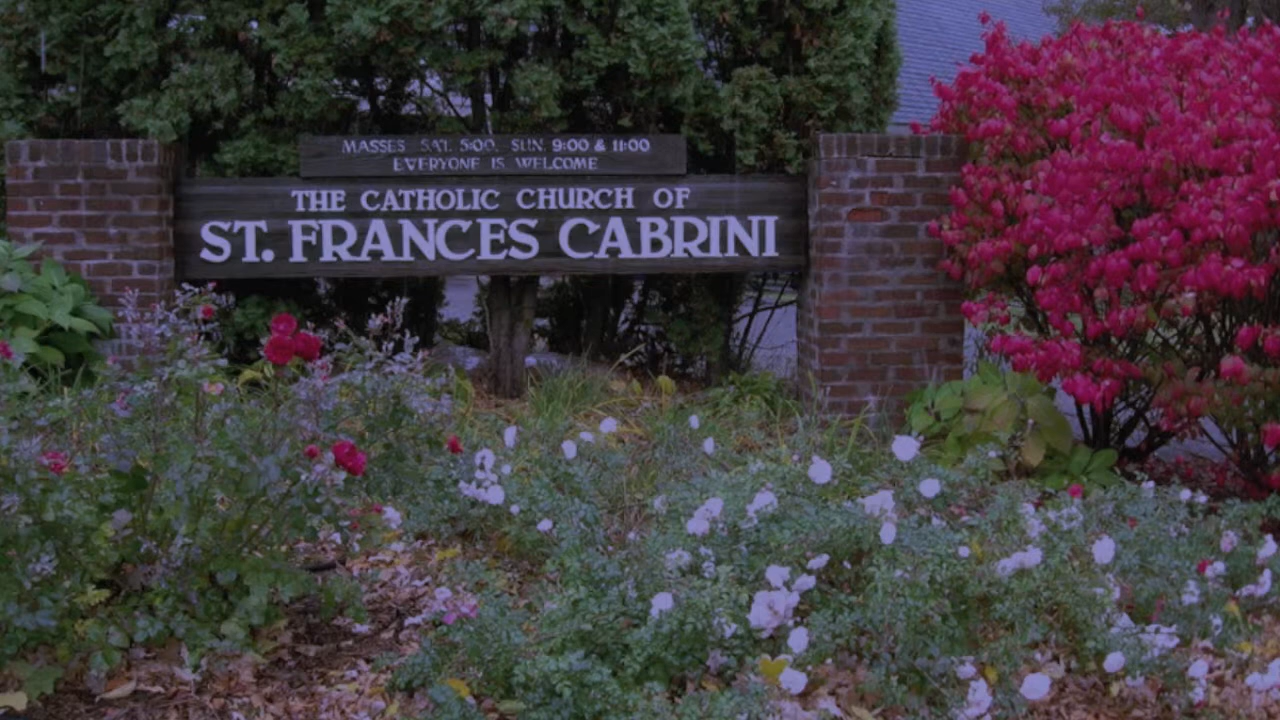 MASSES SAT. 5:00, SUN. 9:00 & 11:00
EVERYONE IS WELCOME
THE CATHOLIC CHURCH OF
ST. FRANCES CABRINI